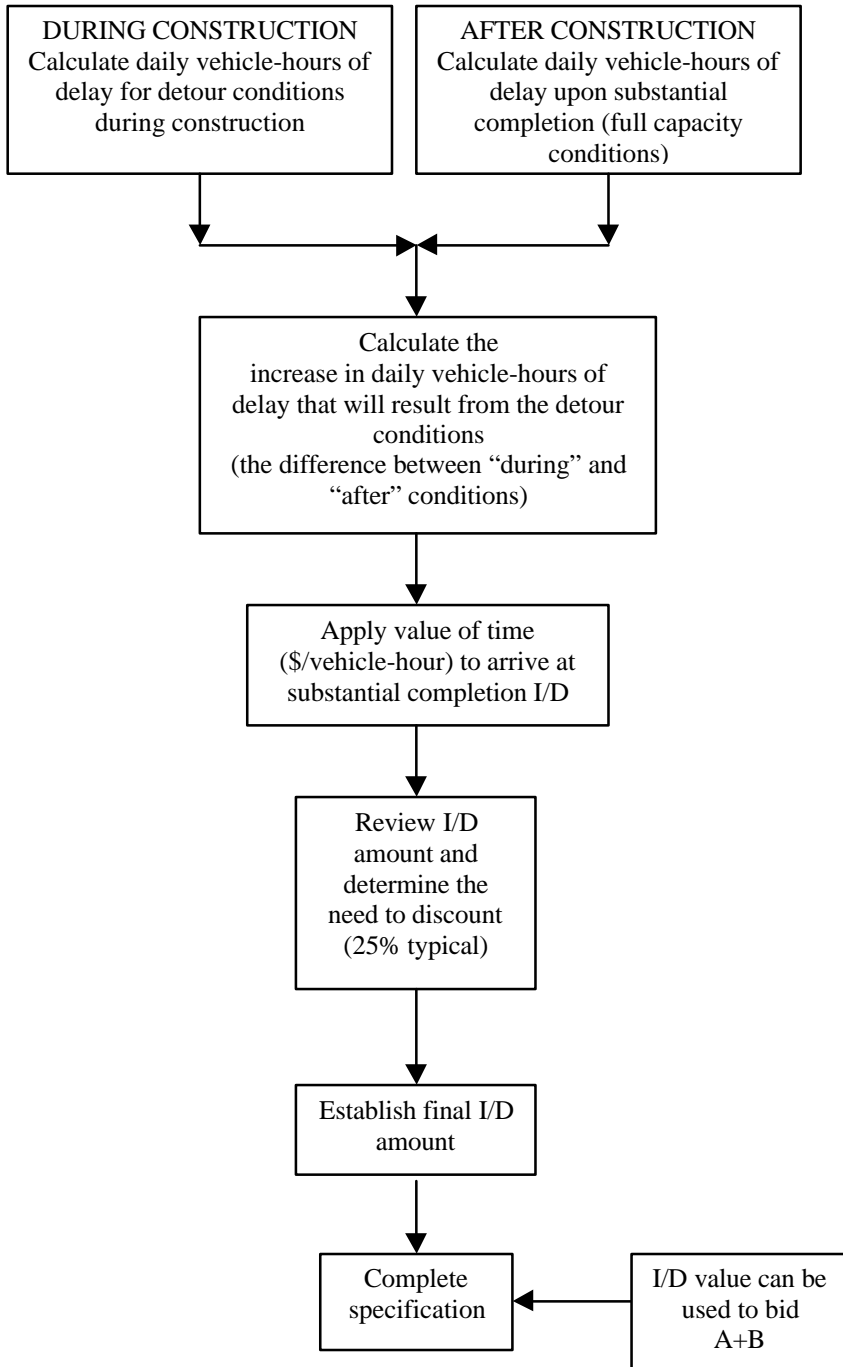 DURING CONSTRUCTION
Calculate daily vehicle-hours of
delay for detour conditions
during construction
AFTER CONSTRUCTION
Calculate daily vehicle-hours of
delay upon substantial
completion (full capacity
conditions)
Calculate the
increase in daily vehicle-hours of
delay that will result from the detour
conditions
(the difference between “during” and
“after” conditions)
Apply value of time
($/vehicle-hour) to arrive at
substantial completion I/D
Review I/D
amount and
determine the
need to discount
(25% typical)
Establish final I/D
amount
Complete
specification
I/D value can be
used to bid
A+B